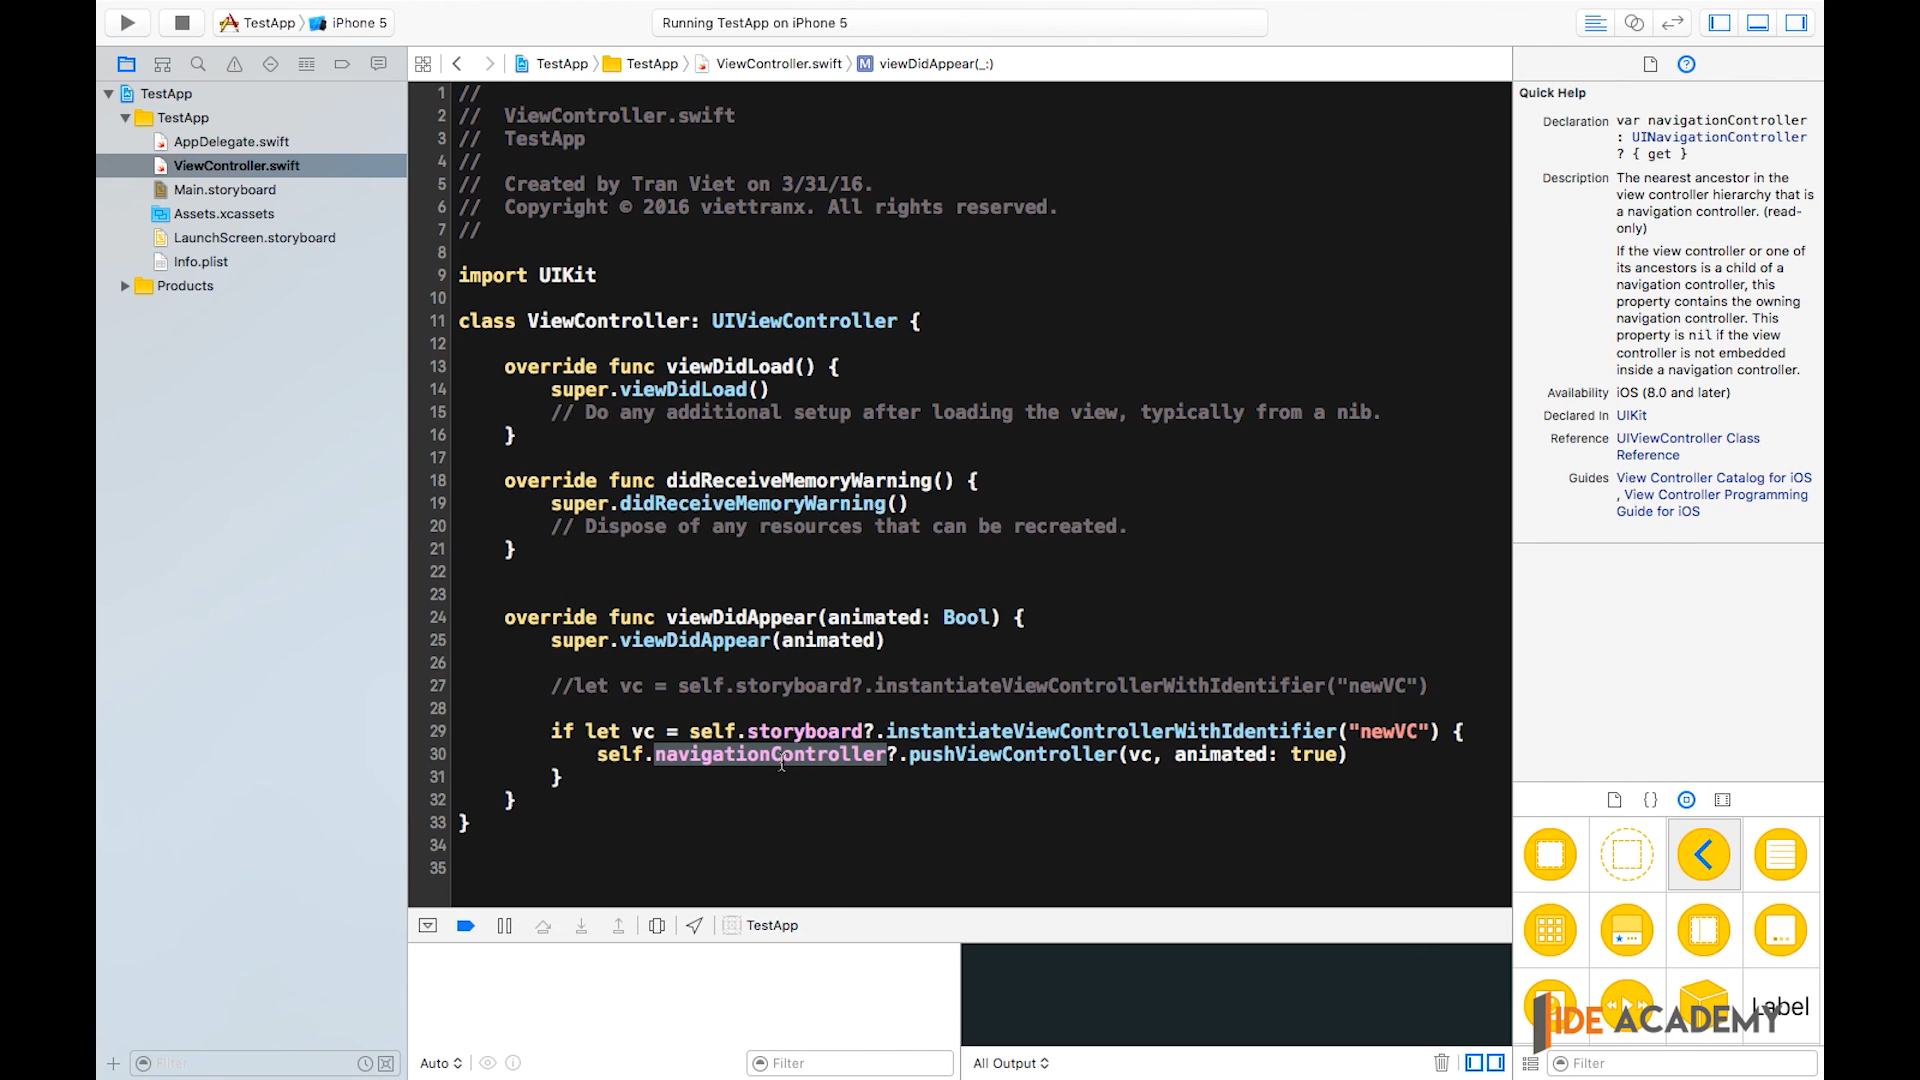 TestApp
iPhone 5
Running TestApp on iPhone 5
TestApp
TestApp
ViewController.swift
M
viewDidAppear(_:)
TestApp
TestApp
AppDelegate.swift
ViewController.swift
Main.storyboard
Assets.xcassets
LaunchScreen.storyboard
Info.plist
Products
1 //
2 //  ViewController.swift
3 //  TestApp
4 //
5 //  Created by Tran Viet on 3/31/16.
6 //  Copyright © 2016 viettranx. All rights reserved.
7 //
8
9 import UIKit
10
11 class ViewController: UIViewController {
12
13     override func viewDidLoad() {
14         super.viewDidLoad()
15         // Do any additional setup after loading the view, typically from a nib.
16     }
17
18     override func didReceiveMemoryWarning() {
19         super.didReceiveMemoryWarning()
20         // Dispose of any resources that can be recreated.
21     }
22
23
24     override func viewDidAppear(animated: Bool) {
25         super.viewDidAppear(animated)
26
27         //let vc = self.storyboard?.instantiateViewControllerWithIdentifier("newVC")
28
29         if let vc = self.storyboard?.instantiateViewControllerWithIdentifier("newVC") {
30             self.navigationController?.pushViewController(vc, animated: true)
31         }
32     }
33 }
34
35
Quick Help
Declaration var navigationController
: UINavigationController
? { get }
Description The nearest ancestor in the
view controller hierarchy that is
a navigation controller. (read-
only)
If the view controller or one of
its ancestors is a child of a
navigation controller, this
property contains the owning
navigation controller. This
property is nil if the view
controller is not embedded
inside a navigation controller.
Availability iOS (8.0 and later)
Declared In UIKit
Reference UIViewController Class
Reference
Guides View Controller Catalog for iOS
, View Controller Programming
Guide for iOS
{}
Label
IDE ACADEMY
TestApp
Filter
Auto
Filter
All Output
Filter